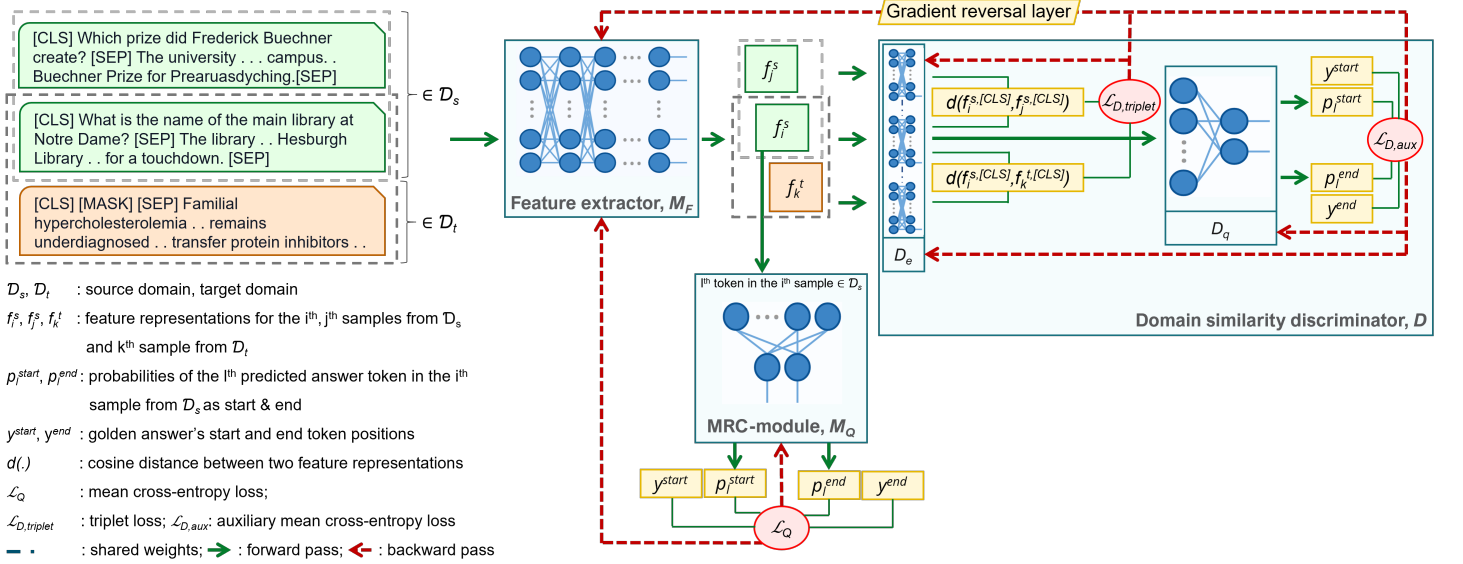 Gradient reversal layer
[CLS] Which prize did Frederick Buechner
create? [SEP] The university . . . campus. .
Buechner Prize for Prearuasdyching.[SEP]
∈ 𝒟s
[CLS] What is the name of the main library at
Notre Dame? [SEP] The library . . Hesburgh
Library . . for a touchdown. [SEP]
[CLS] [MASK] [SEP] Familial
hypercholesterolemia . . remains
underdiagnosed . . transfer protein inhibitors . .
∈ 𝒟t
Feature extractor, MF
fjs
fis
fkt
De
d(fis,[CLS],fjs,[CLS])
d(fis,[CLS],fkt,[CLS])
ℒD,triplet
Dq
ystart
plstart
plend
yend
ℒD,aux
Domain similarity discriminator, D
lth token in the ith sample ∈ 𝒟s
MRC-module, MQ
ystart
plstart
plend
yend
ℒQ
𝒟s, 𝒟t : source domain, target domain
fis, fjs, fkt : feature representations for the ith, jth samples from 𝒟s
and kth sample from 𝒟t
plstart, plend : probabilities of the lth predicted answer token in the ith
sample from 𝒟s as start & end
ystart, yend : golden answer's start and end token positions
d(.) : cosine distance between two feature representations
ℒQ : mean cross-entropy loss;
ℒD,triplet : triplet loss; ℒD,aux: auxiliary mean cross-entropy loss
: shared weights; : forward pass; : backward pass